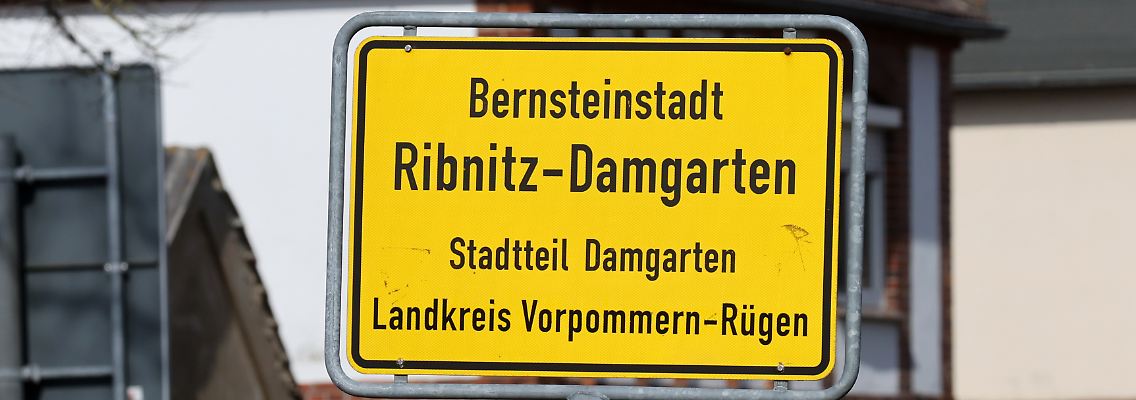 Bernsteinstadt
Ribnitz-Damgarten
Stadtteil Damgarten
Landkreis Vorpommern-Rügen